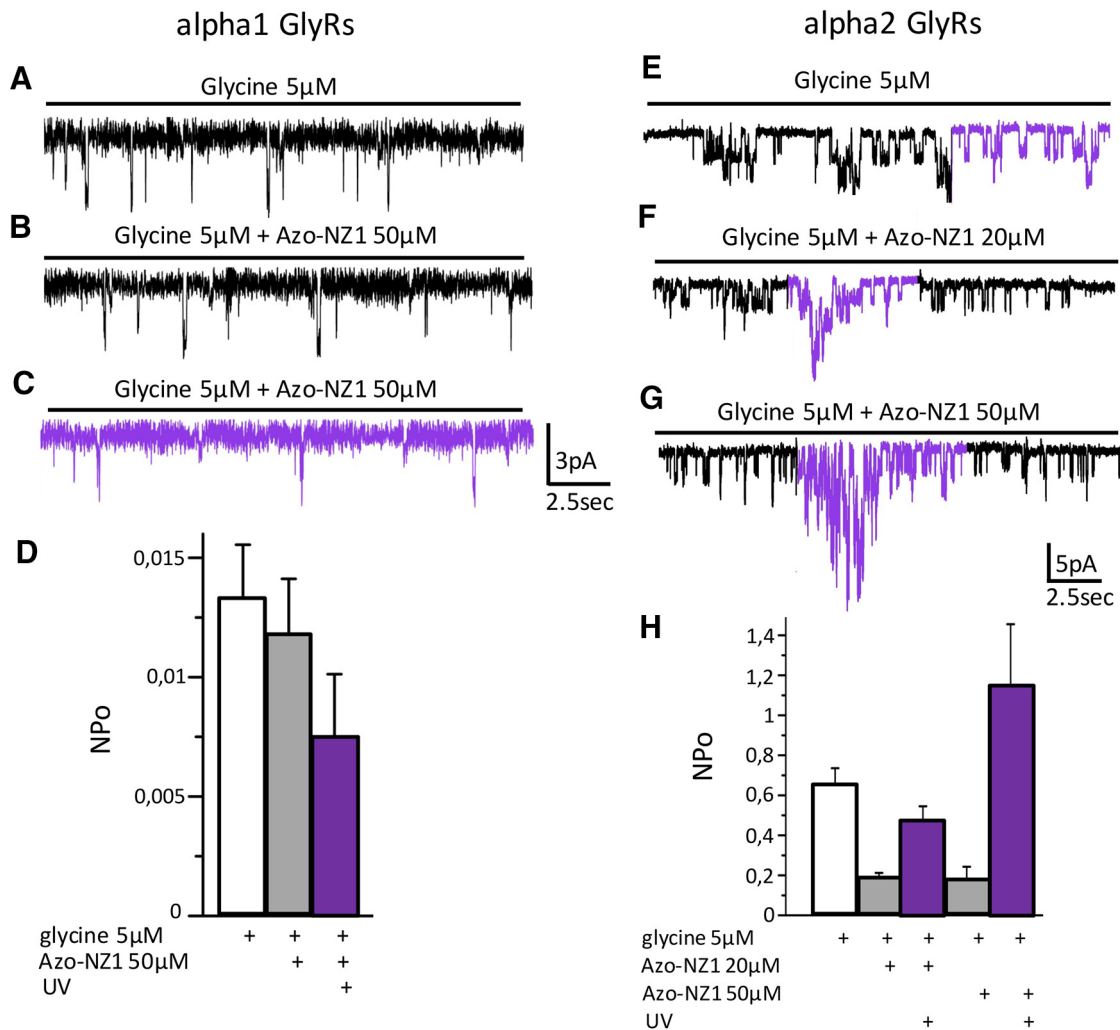 alpha1 GlyRs
A
Glycine 5µM
B
Glycine 5µM + Azo-NZ1 50µM
C
Glycine 5µM + Azo-NZ1 50µM
3pA
2.5sec
D
0,015
0,01
0,005
0
NPo
glycine 5µM + + +
Azo-NZ1 50µM + +
UV +
alpha2 GlyRs
E
Glycine 5µM
F
Glycine 5µM + Azo-NZ1 20µM
G
Glycine 5µM + Azo-NZ1 50µM
5pA
2.5sec
H
1,4
1,2
1
0,8
0,6
0,4
0,2
0
NPo
glycine 5µM + + + + +
Azo-NZ1 20µM + +
Azo-NZ1 50µM + +
UV + +